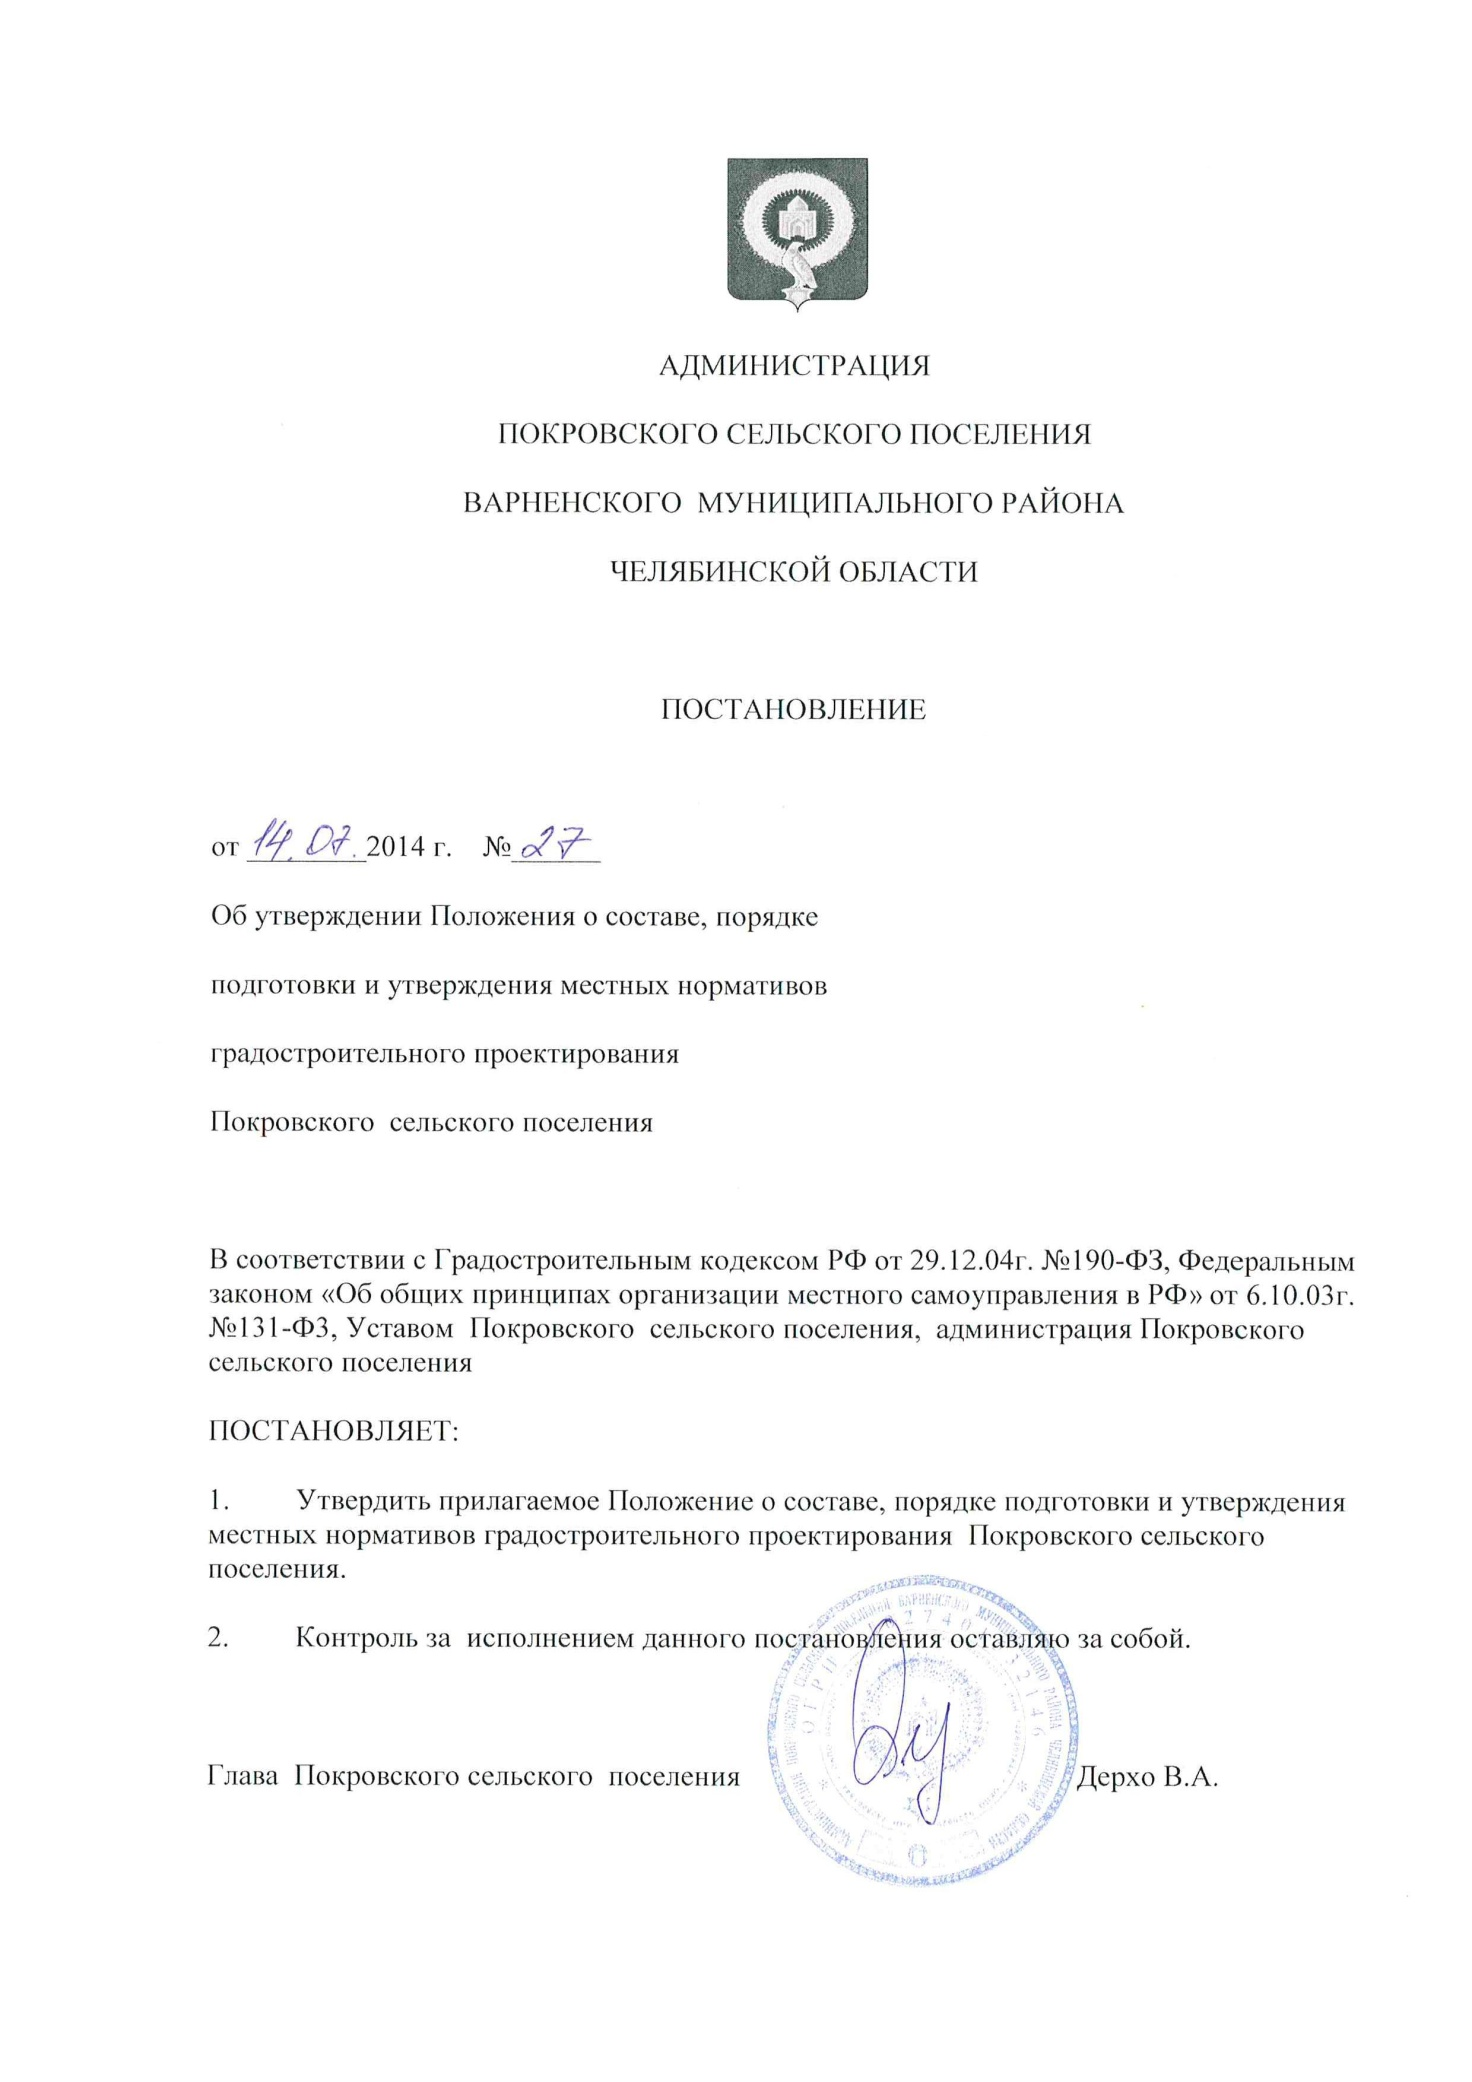 АДМИНИСТРАЦИЯ
ПОКРОВСКОГО СЕЛЬСКОГО ПОСЕЛЕНИЯ
ВАРНЕНСКОГО МУНИЦИПАЛЬНОГО РАЙОНА
ЧЕЛЯБИНСКОЙ ОБЛАСТИ
ПОСТАНОВЛЕНИЕ
от 14.07.2014 г. №27
Об утверждении Положения о составе, порядке
подготовки и утверждения местных нормативов
градостроительного проектирования
Покровского сельского поселения
В соответствии с Градостроительным кодексом РФ от 29.12.04г. №190-ФЗ, Федеральным
законом «Об общих принципах организации местного самоуправления в РФ» от 6.10.03г.
№131-ФЗ, Уставом Покровского сельского поселения, администрация Покровского
сельского поселения
ПОСТАНОВЛЯЕТ:
1. Утвердить прилагаемое Положение о составе, порядке подготовки и утверждения
местных нормативов градостроительного проектирования Покровского сельского
поселения.
2. Контроль за исполнением данного постановления оставляю за собой.
Глава Покровского сельского поселения Дерхо В.А.